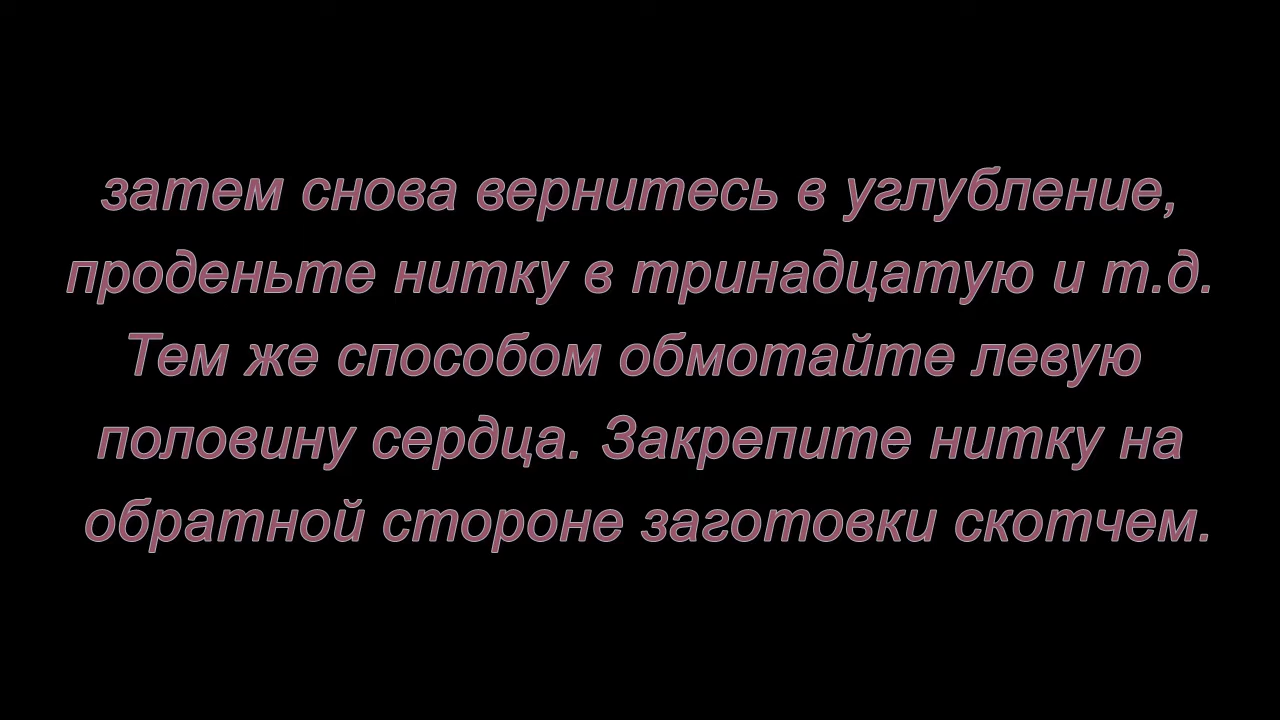 затем снова вернитесь в углубление,
проденьте нитку в тринадцатую и т.д.
Тем же способом обмотайте левую
половину сердца. Закрепите нитку на
обратной стороне заготовки скотчем.